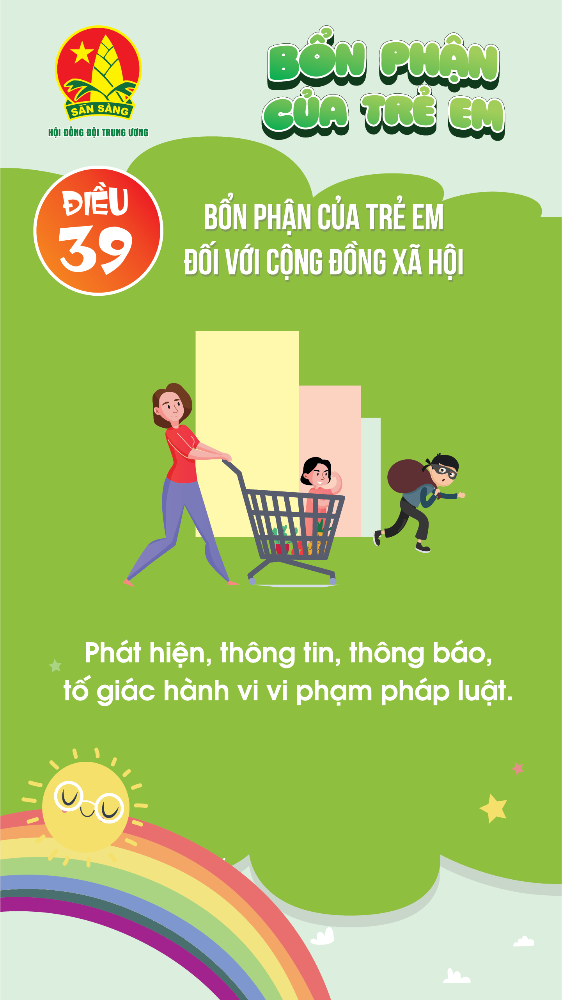 SẴN SÀNG
HỘI ĐỒNG ĐỘI TRUNG ƯƠNG
BỔN PHẬN
CỦA TRẺ EM
ĐIỀU
39
BỔN PHẬN CỦA TRẺ EM
ĐỐI VỚI CỘNG ĐỒNG XÃ HỘI
Phát hiện, thông tin, thông báo,
tố giác hành vi vi phạm pháp luật.